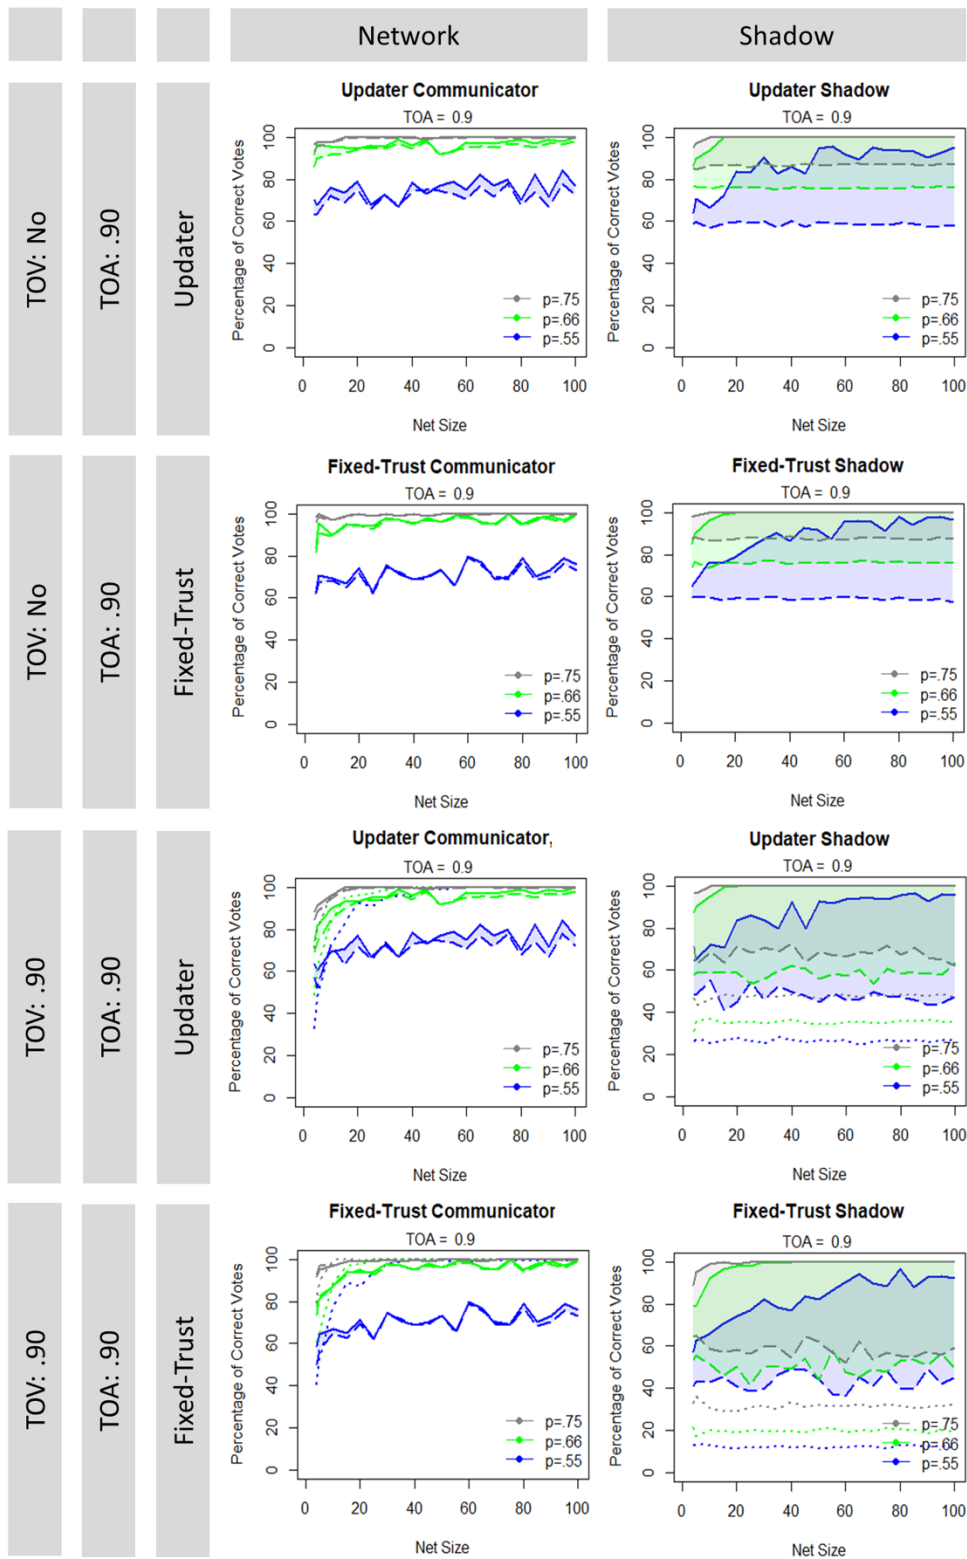 Network
Shadow
TOV: No
TOA: .90
Updater
Updater Communicator
TOA = 0.9
Percentage of Correct Votes
0
20
40
60
80
100
p=.75
p=.66
p=.55
0 20 40 60 80 100
Net Size
Updater Shadow
TOA = 0.9
Percentage of Correct Votes
0
20
40
60
80
100
p=.75
p=.66
p=.55
0 20 40 60 80 100
Net Size
TOV: No
TOA: .90
Fixed-Trust
Fixed-Trust Communicator
TOA = 0.9
Percentage of Correct Votes
0
20
40
60
80
100
p=.75
p=.66
p=.55
0 20 40 60 80 100
Net Size
Fixed-Trust Shadow
TOA = 0.9
Percentage of Correct Votes
0
20
40
60
80
100
p=.75
p=.66
p=.55
0 20 40 60 80 100
Net Size
TOV: .90
TOA: .90
Updater
Updater Communicator,
TOA = 0.9
Percentage of Correct Votes
0
20
40
60
80
100
p=.75
p=.66
p=.55
0 20 40 60 80 100
Net Size
Updater Shadow
TOA = 0.9
Percentage of Correct Votes
0
20
40
60
80
100
p=.75
p=.66
p=.55
0 20 40 60 80 100
Net Size
TOV: .90
TOA: .90
Fixed-Trust
Fixed-Trust Communicator
TOA = 0.9
Percentage of Correct Votes
0
20
40
60
80
100
p=.75
p=.66
p=.55
0 20 40 60 80 100
Net Size
Fixed-Trust Shadow
TOA = 0.9
Percentage of Correct Votes
0
20
40
60
80
100
p=.75
p=.66
p=.55
0 20 40 60 80 100
Net Size